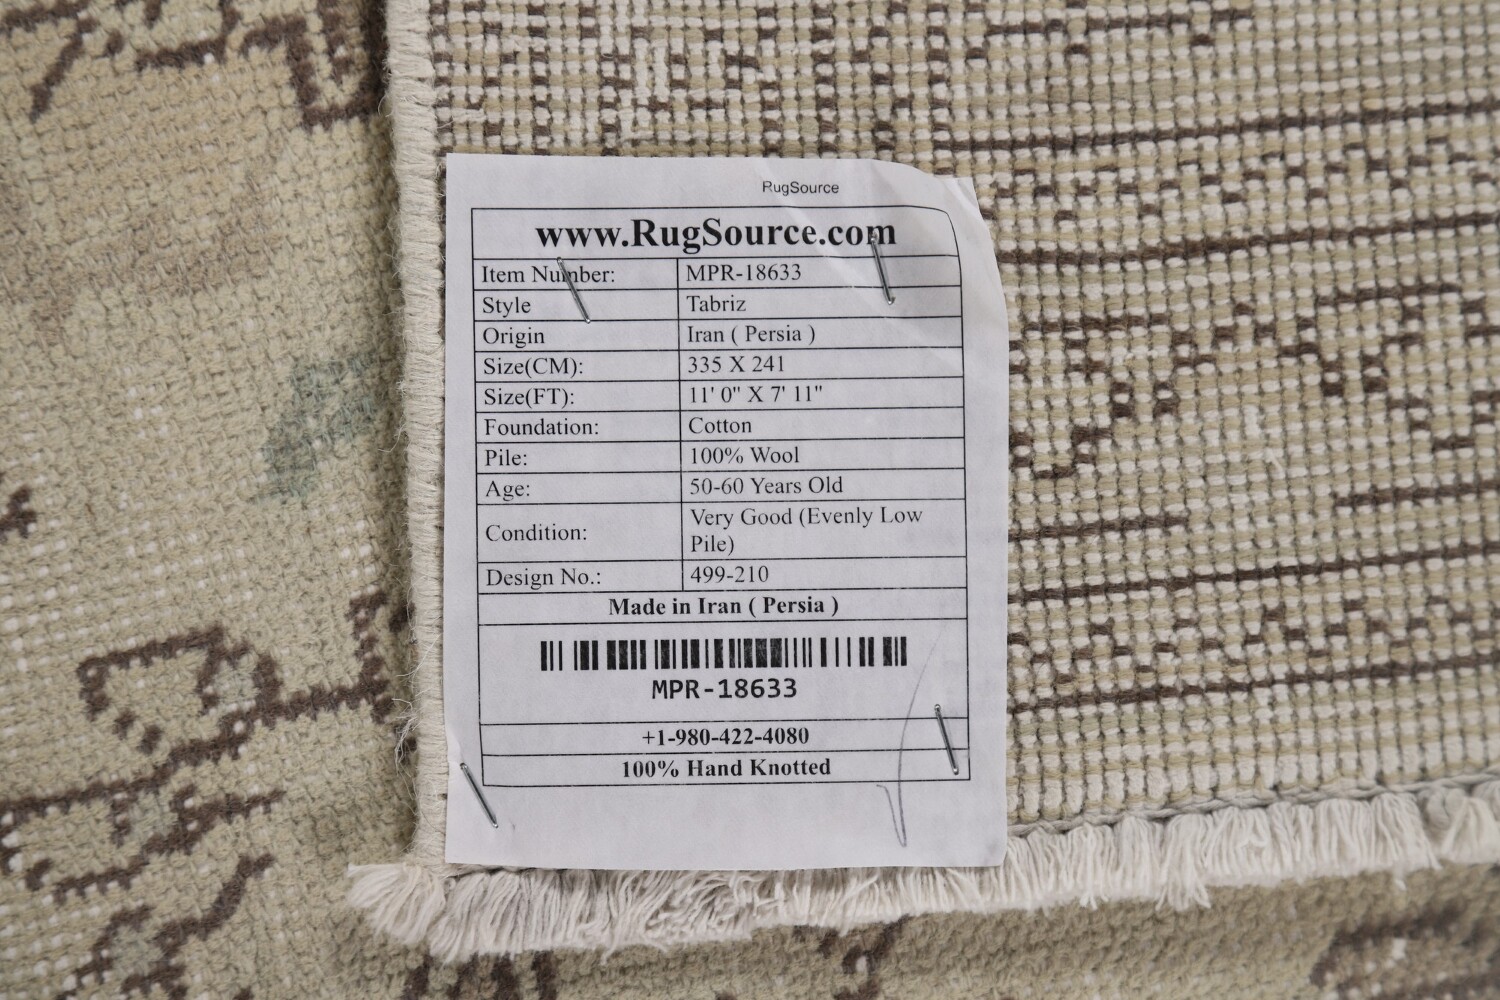 RugSource
www.RugSource.com
Item Number: MPR-18633
Style Tabriz
Origin Iran ( Persia )
Size(CM): 335 X 241
Size(FT): 11' 0" X 7' 11"
Foundation: Cotton
Pile: 100% Wool
Age: 50-60 Years Old
Condition: Very Good (Evenly Low
Pile)
Design No.: 499-210
Made in Iran ( Persia )
MPR-18633
+1-980-422-4080
100% Hand Knotted